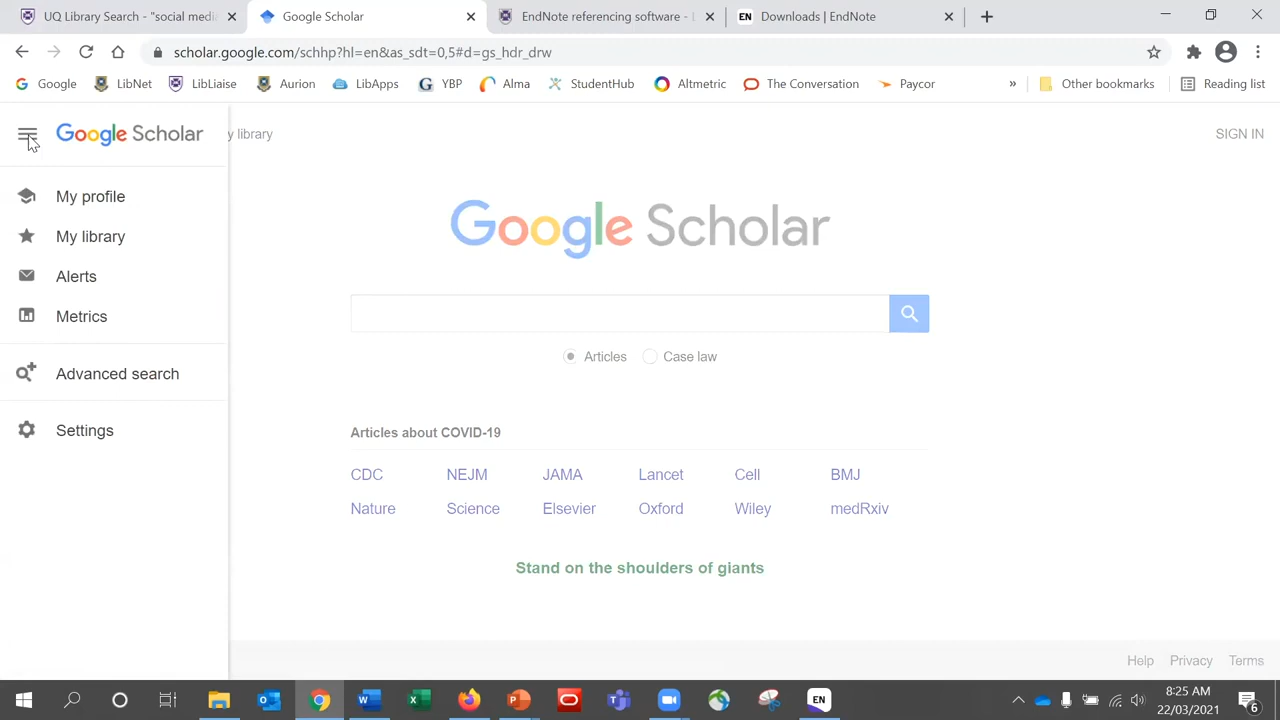 UQ Library Search - "social medi
Google Scholar
EndNote referencing software - L
EN
Downloads | EndNote
scholar.google.com/schhp?hl=en&as_sdt=0,5#d=gs_hdr_drw
Google
LibNet
LibLiaise
Aurion
LibApps
G
YBP
Alma
StudentHub
Altmetric
The Conversation
Paycor
»
Other bookmarks
Reading list
Google Scholar
y library
SIGN IN
My profile
My library
Alerts
Metrics
Advanced search
Settings
Google Scholar
Articles
Case law
Articles about COVID-19
CDC
NEJM
JAMA
Lancet
Cell
BMJ
Nature
Science
Elsevier
Oxford
Wiley
medRxiv
Stand on the shoulders of giants
Help
Privacy
Terms
EN
8:25 AM
22/03/2021
6